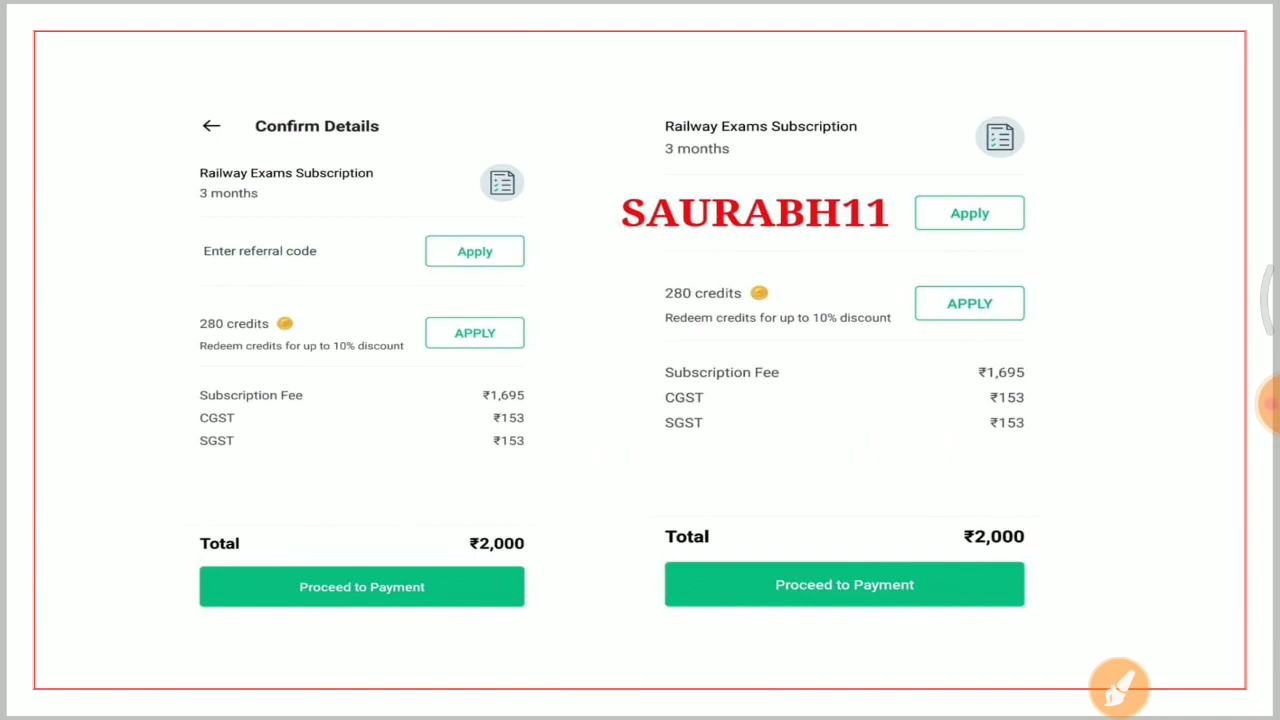 Confirm Details
Railway Exams Subscription
3 months
Enter referral code
Apply
280 credits
Redeem credits for up to 10% discount
APPLY
Subscription Fee ₹1,695
CGST ₹153
SGST ₹153
Total ₹2,000
Proceed to Payment
Railway Exams Subscription
3 months
SAURABH11
Apply
280 credits
Redeem credits for up to 10% discount
APPLY
Subscription Fee ₹1,695
CGST ₹153
SGST ₹153
Total ₹2,000
Proceed to Payment